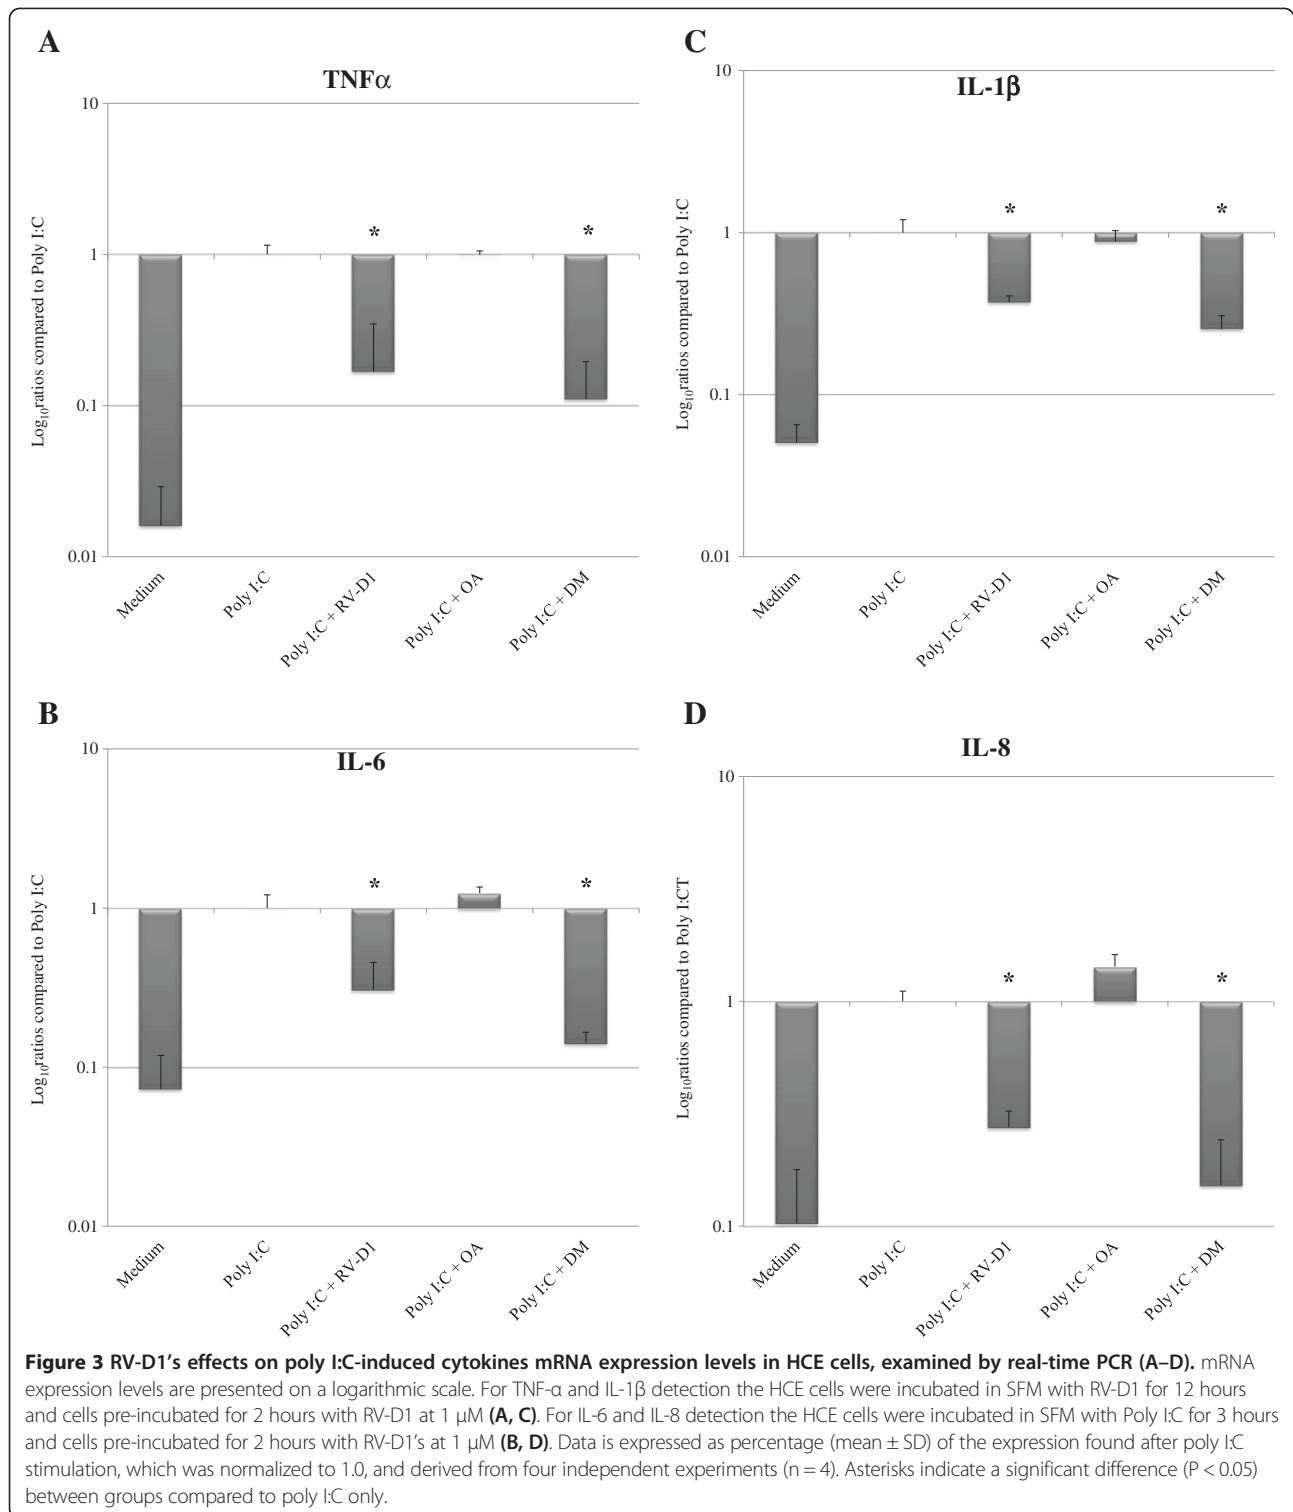 A
TNFα
Log10ratios compared to Poly I:C
10
1
0.1
0.01
* *
Medium
Poly I:C
Poly I:C + RV-D1
Poly I:C + OA
Poly I:C + DM
C
IL-1β
Log10ratios compared to Poly I:C
10
1
0.1
0.01
* *
Medium
Poly I:C
Poly I:C + RV-D1
Poly I:C + OA
Poly I:C + DM
B
IL-6
Log10ratios compared to Poly I:C
10
1
0.1
0.01
* *
Medium
Poly I:C
Poly I:C + RV-D1
Poly I:C + OA
Poly I:C + DM
D
IL-8
Log10ratios compared to Poly I:CT
10
1
0.1
* *
Medium
Poly I:C
Poly I:C + RV-D1
Poly I:C + OA
Poly I:C + DM
Figure 3 RV-D1's effects on poly I:C-induced cytokines mRNA expression levels in HCE cells, examined by real-time PCR (A–D). mRNA
expression levels are presented on a logarithmic scale. For TNF-α and IL-1β detection the HCE cells were incubated in SFM with RV-D1 for 12 hours
and cells pre-incubated for 2 hours with RV-D1 at 1 μM (A, C). For IL-6 and IL-8 detection the HCE cells were incubated in SFM with Poly I:C for 3 hours
and cells pre-incubated for 2 hours with RV-D1's at 1 μM (B, D). Data is expressed as percentage (mean ± SD) of the expression found after poly I:C
stimulation, which was normalized to 1.0, and derived from four independent experiments (n = 4). Asterisks indicate a significant difference (P < 0.05)
between groups compared to poly I:C only.